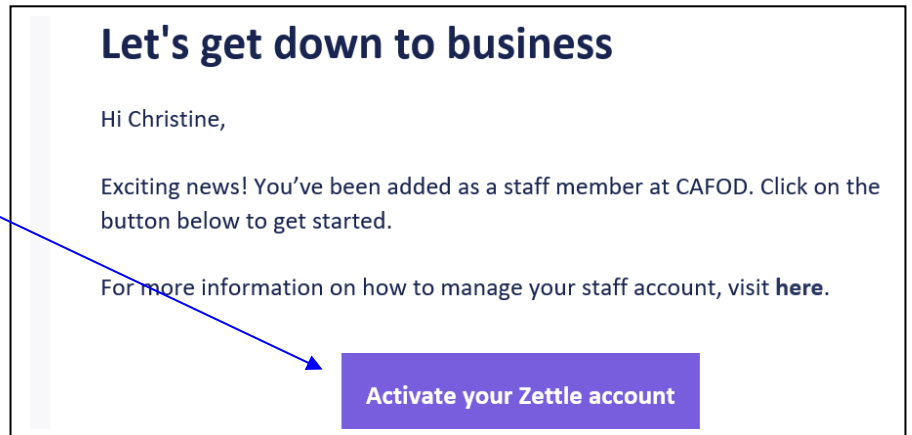 Let's get down to business
Hi Christine,
Exciting news! You’ve been added as a staff member at CAFOD. Click on the
button below to get started.
For more information on how to manage your staff account, visit here.
Activate your Zettle account